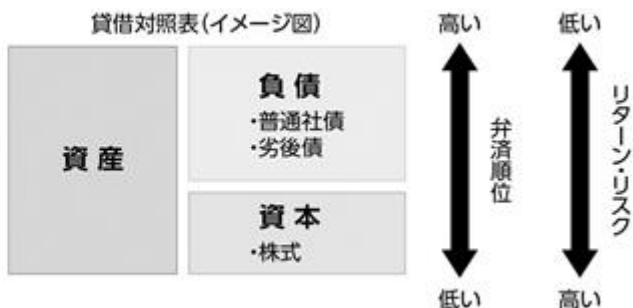 貸借対照表(イメージ図)
高い
低い
資産
負債
・普通社債
・劣後債
資本
・株式
弁済順位
リターン・リスク
低い
高い